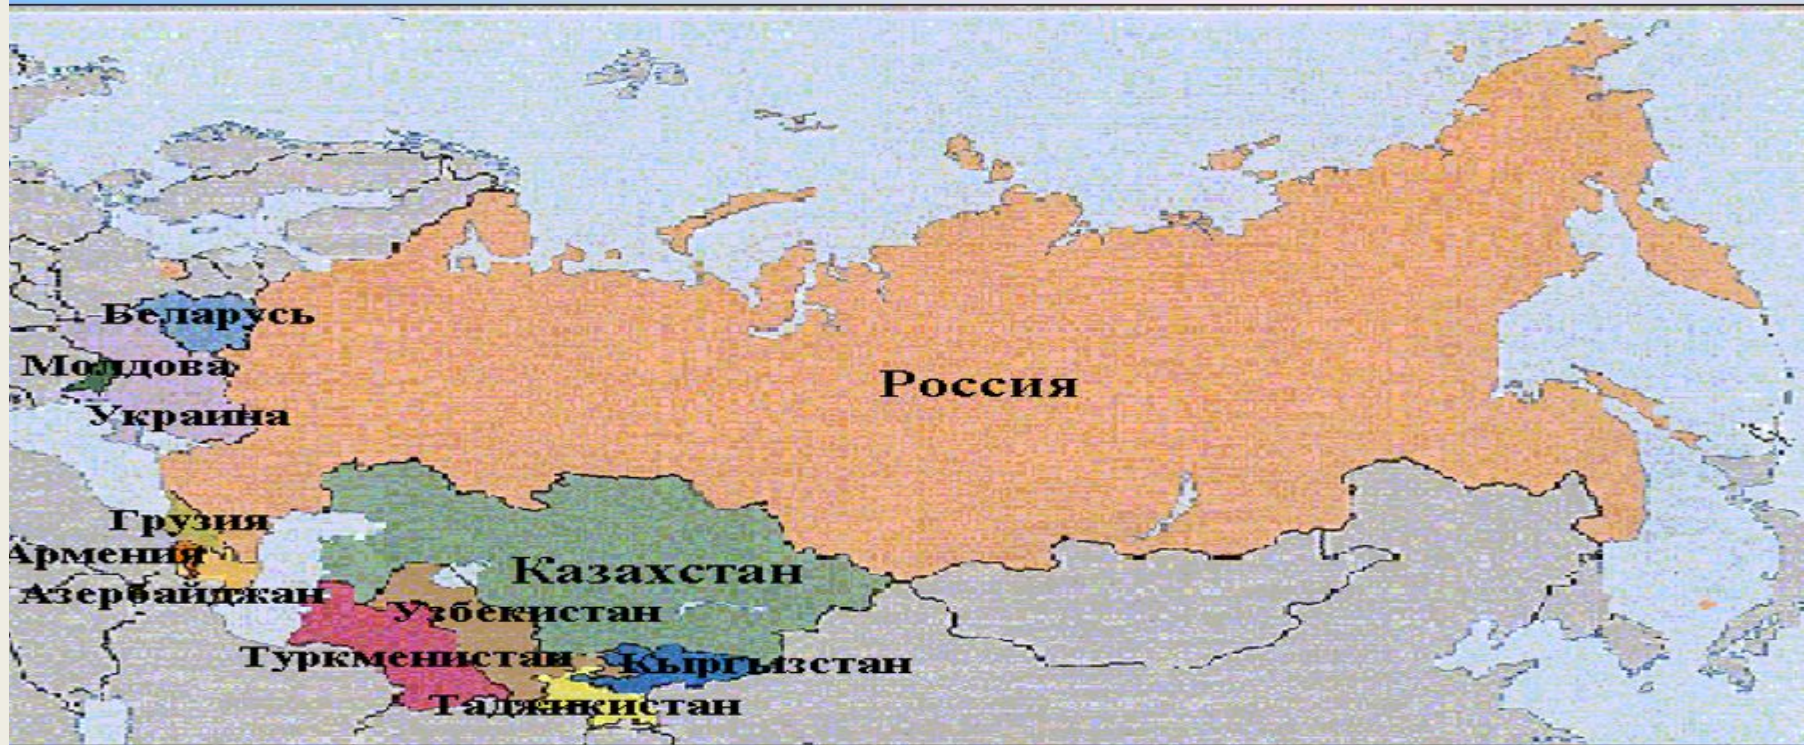 Беларусь
Молдова
Россия
Украина
Грузия
Армения
Казахстан
Азербайджан
Узбекистан
Туркменистан
Кыргызстан
Таджикистан